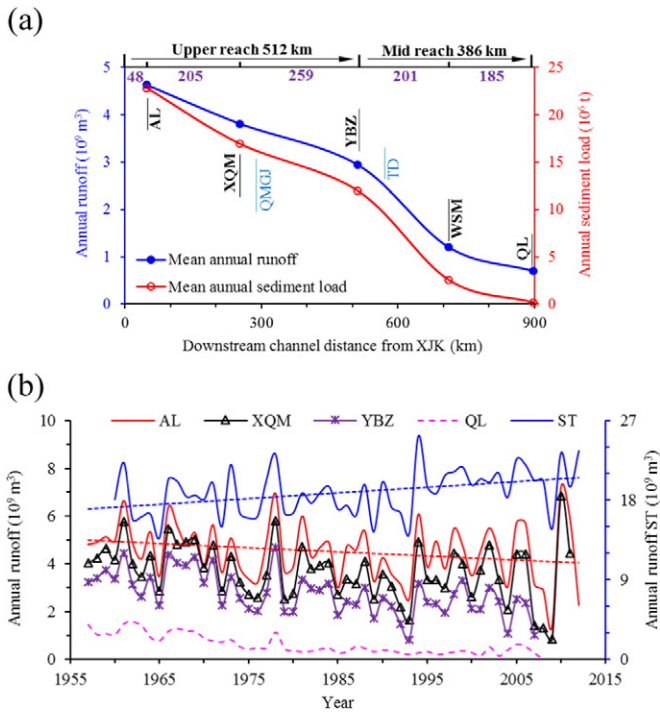 (a)
Upper reach 512 km Mid reach 386 km
48 205 259 201 185
5 25
4 20
3 15
2 10
1 5
0 0
Annual runoff (10⁹ m³)
Annual sediment load (10⁶ t)
AL
XQM
QMGJ
YBZ
TD
WSM
QL
Mean annual runoff
Mean aunual sediment load
0 300 600 900
Downstream channel distance from XJK (km)
(b)
AL XQM YBZ QL ST
10 27
8
18
6
4
9
2
0 0
Annual runoff (10⁹ m³)
Annual runoff ST (10⁹ m³)
1955 1965 1975 1985 1995 2005 2015
Year